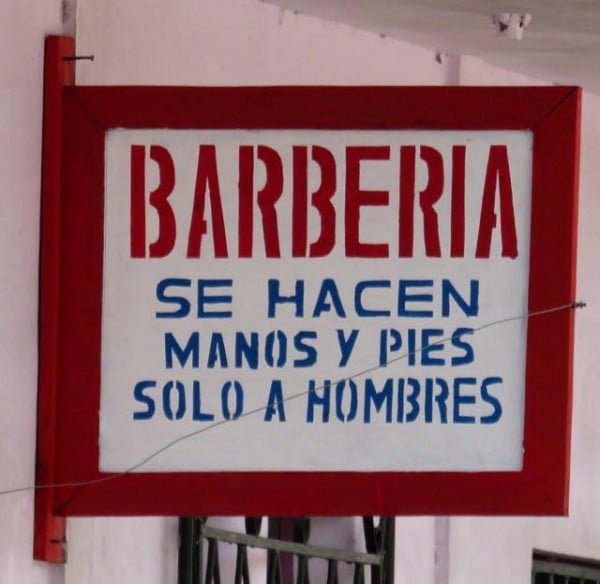 BARBERIA
SE HACEN
MANOS Y PIES
SOLO A HOMBRES